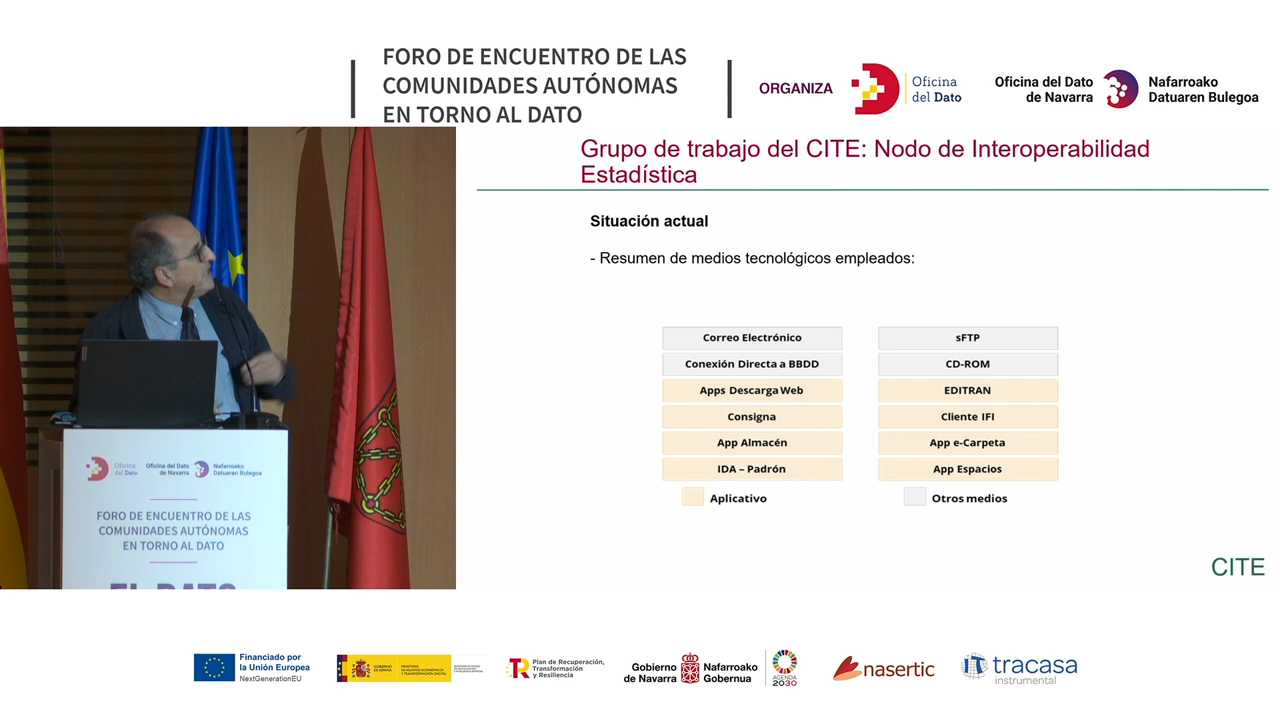 FORO DE ENCUENTRO DE LAS
COMUNIDADES AUTÓNOMAS
EN TORNO AL DATO
ORGANIZA
Oficina
del Dato
Oficina del Dato
de Navarra
Nafarroako
Datuaren Bulegoa
Grupo de trabajo del CITE: Nodo de Interoperabilidad
Estadística
Situación actual
- Resumen de medios tecnológicos empleados:
Correo Electrónico
sFTP
Conexión Directa a BBDD
CD-ROM
Apps Descarga Web
EDITRAN
Consigna
Cliente IFI
App Almacén
App e-Carpeta
IDA – Padrón
App Espacios
Aplicativo
Otros medios
CITE
Oficina
del Dato
Oficina del Dato
de Navarra
Nafarroako
Datuaren Bulegoa
FORO DE ENCUENTRO DE LAS
COMUNIDADES AUTÓNOMAS
EN TORNO AL DATO
EL DATO
Financiado por
la Unión Europea
NextGenerationEU
Plan de Recuperación,
Transformación
y Resiliencia
Gobierno
de Navarra
Nafarroako
Gobernua
AGENDA
2030
nasertic
tracasa
instrumental